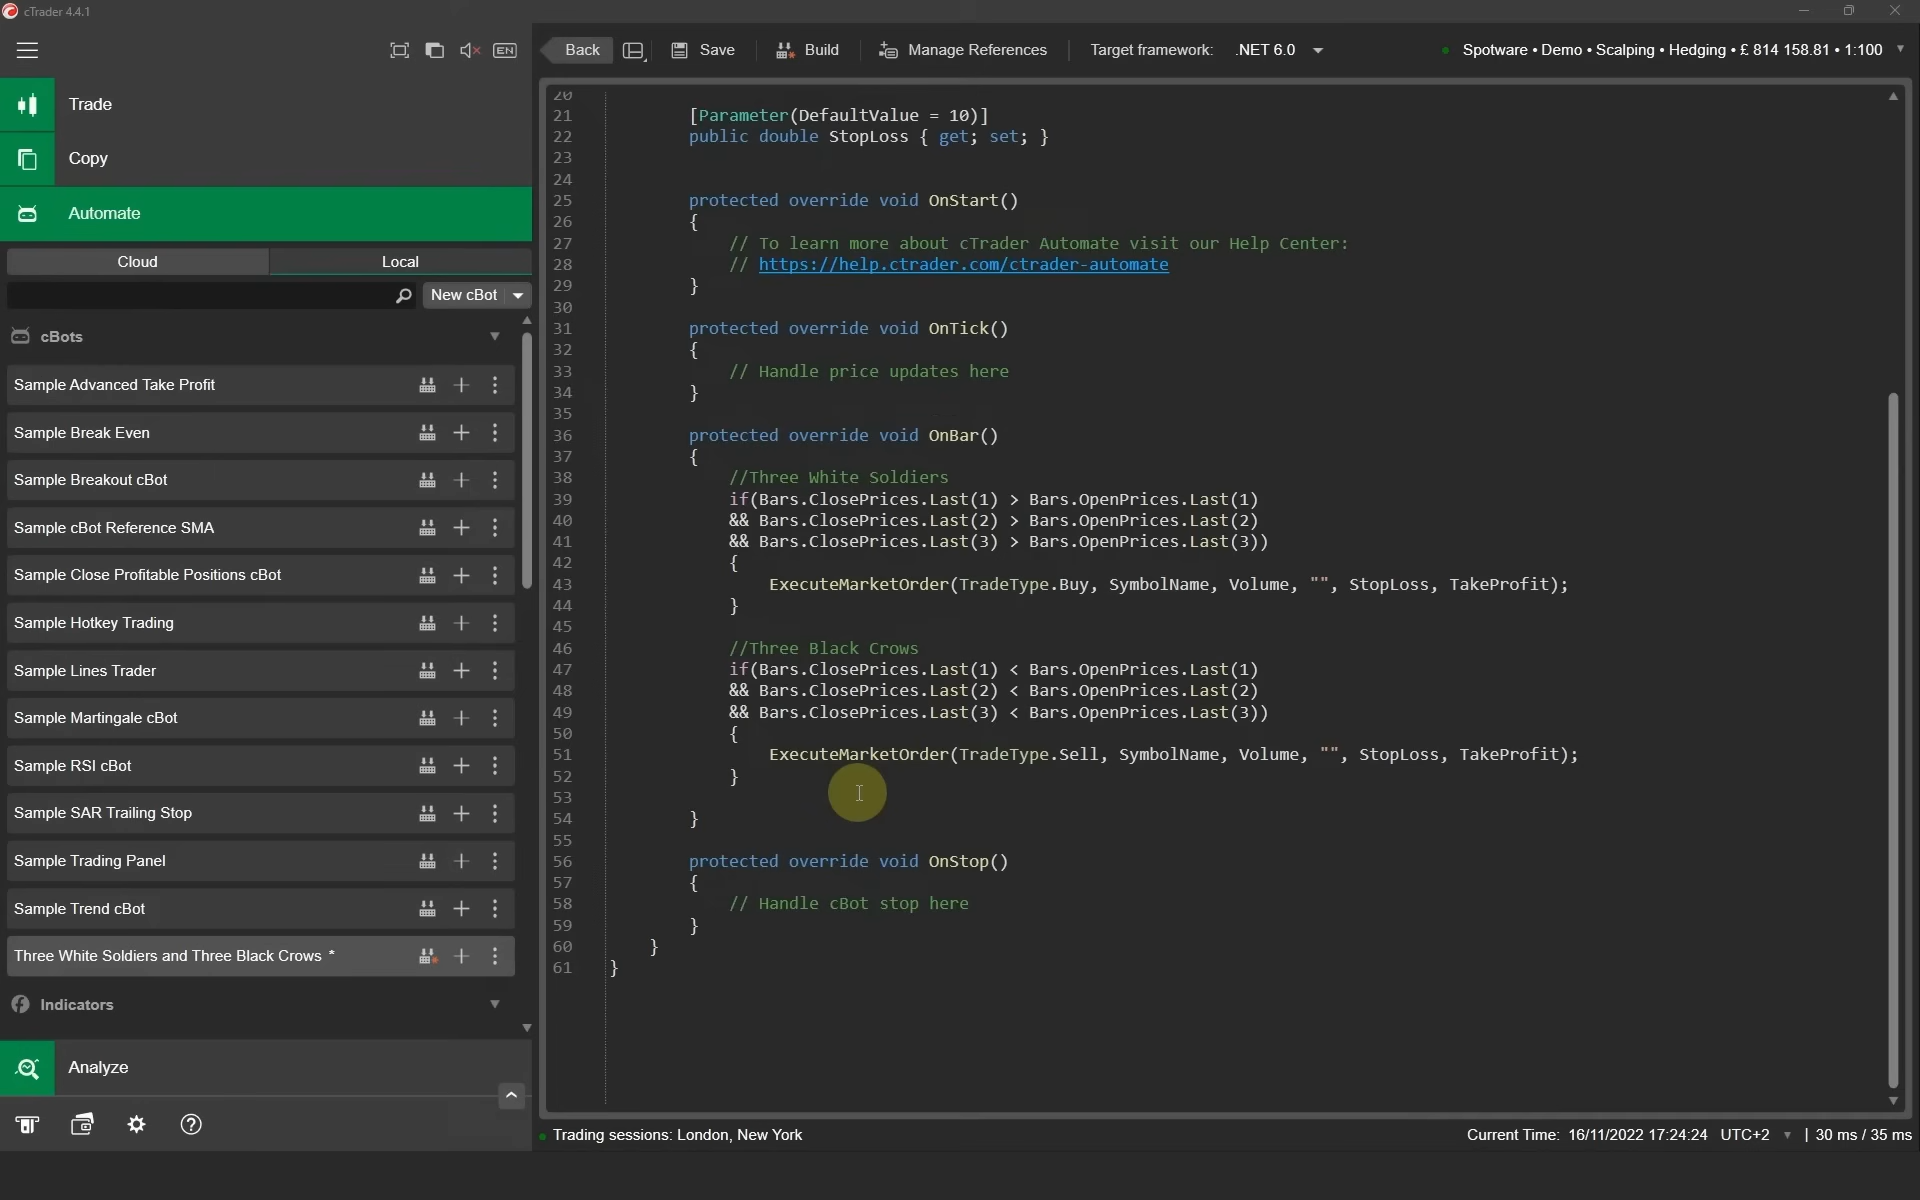 cTrader 4.4.1
EN
Back
Save
Build
Manage References
Target framework: .NET 6.0
Spotware • Demo • Scalping • Hedging • £ 814 158.81 • 1:100
Trade
Copy
Automate
Cloud
Local
New cBot
cBots
Sample Advanced Take Profit
Sample Break Even
Sample Breakout cBot
Sample cBot Reference SMA
Sample Close Profitable Positions cBot
Sample Hotkey Trading
Sample Lines Trader
Sample Martingale cBot
Sample RSI cBot
Sample SAR Trailing Stop
Sample Trading Panel
Sample Trend cBot
Three White Soldiers and Three Black Crows *
Indicators
Analyze
20
21 [Parameter(DefaultValue = 10)]
22 public double StopLoss { get; set; }
23
24
25 protected override void OnStart()
26 {
27 // To learn more about cTrader Automate visit our Help Center:
28 // https://help.ctrader.com/ctrader-automate
29 }
30
31 protected override void OnTick()
32 {
33 // Handle price updates here
34 }
35
36 protected override void OnBar()
37 {
38 //Three White Soldiers
39 if(Bars.ClosePrices.Last(1) > Bars.OpenPrices.Last(1)
40 && Bars.ClosePrices.Last(2) > Bars.OpenPrices.Last(2)
41 && Bars.ClosePrices.Last(3) > Bars.OpenPrices.Last(3))
42 {
43 ExecuteMarketOrder(TradeType.Buy, SymbolName, Volume, "", StopLoss, TakeProfit);
44 }
45
46 //Three Black Crows
47 if(Bars.ClosePrices.Last(1) < Bars.OpenPrices.Last(1)
48 && Bars.ClosePrices.Last(2) < Bars.OpenPrices.Last(2)
49 && Bars.ClosePrices.Last(3) < Bars.OpenPrices.Last(3))
50 {
51 ExecuteMarketOrder(TradeType.Sell, SymbolName, Volume, "", StopLoss, TakeProfit);
52 }
53
54 }
55
56 protected override void OnStop()
57 {
58 // Handle cBot stop here
59 }
60 }
61 }
Trading sessions: London, New York
Current Time: 16/11/2022 17:24:24 UTC+2 | 30 ms / 35 ms